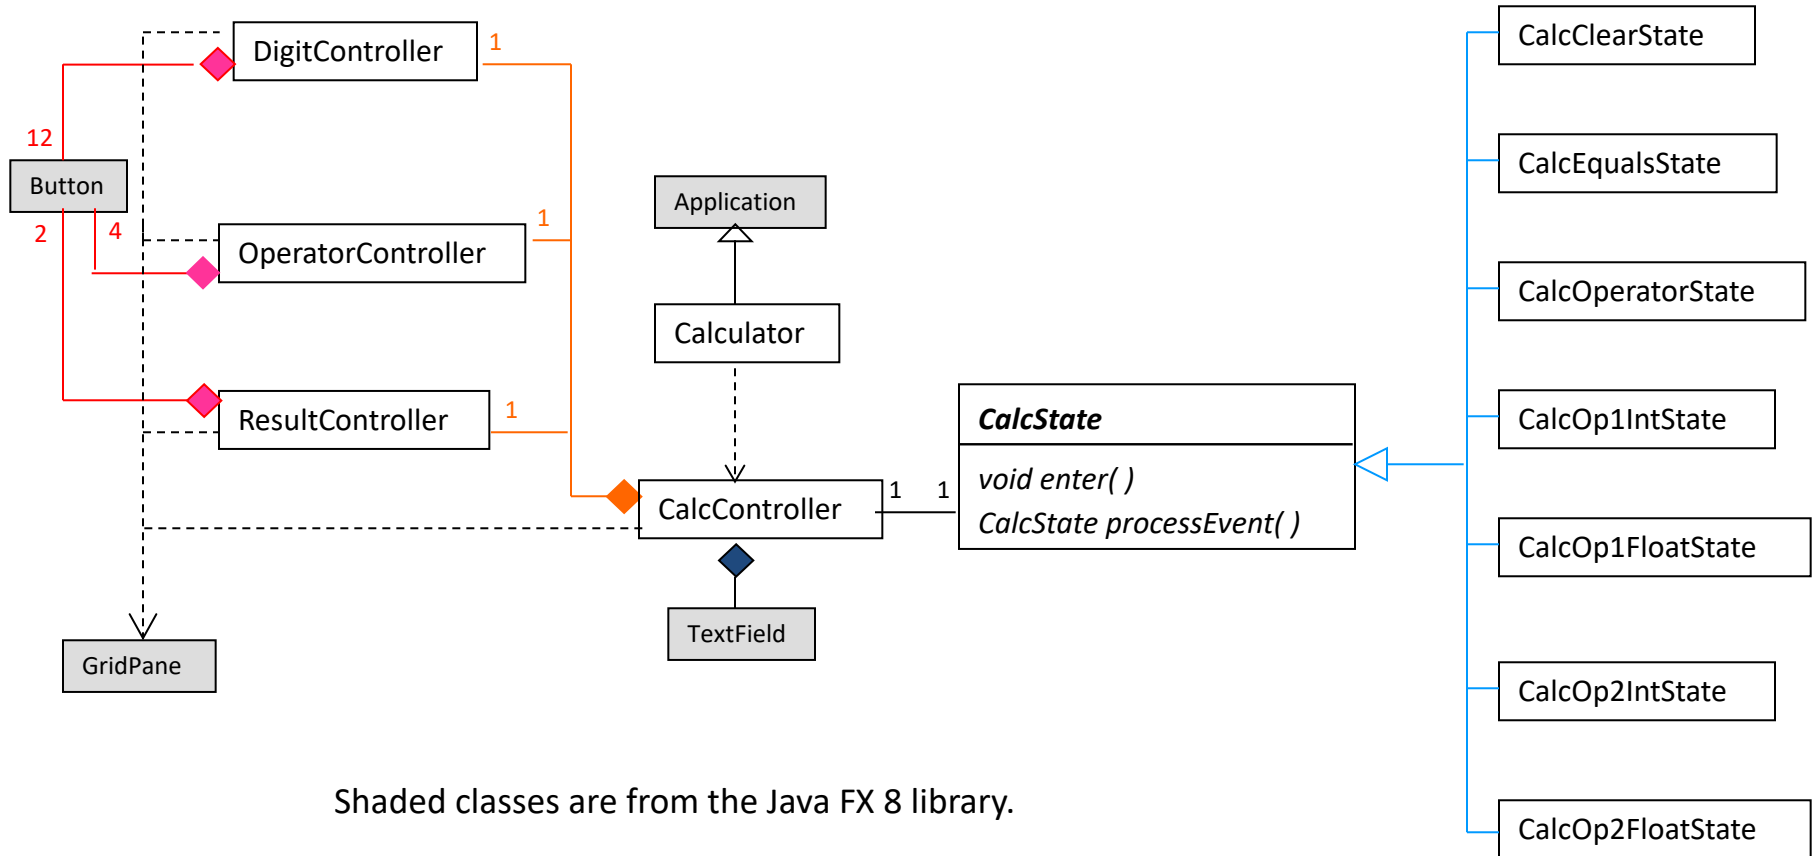 DigitController
1
CalcClearState
12
Button
2
4
CalcEqualsState
Application
OperatorController
1
CalcOperatorState
Calculator
ResultController
1
CalcState
void enter( )
CalcState processEvent( )
CalcOp1IntState
CalcController
1
1
CalcOp1FloatState
TextField
GridPane
CalcOp2IntState
Shaded classes are from the Java FX 8 library.
CalcOp2FloatState